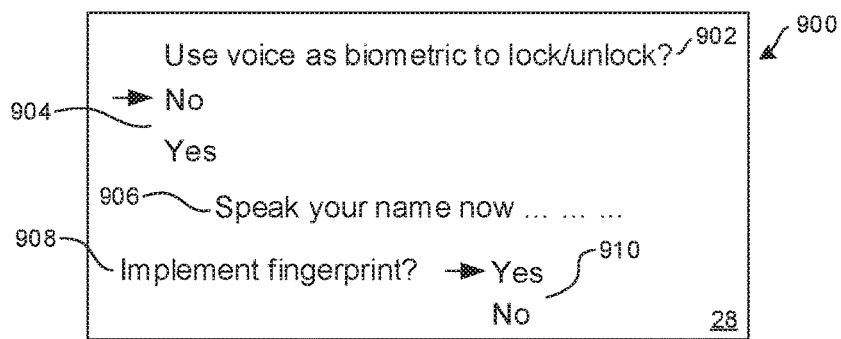 Use voice as biometric to lock/unlock? 902
900
No
904
Yes
906 Speak your name now ... ... ...
908
910
Implement fingerprint? Yes
No
28